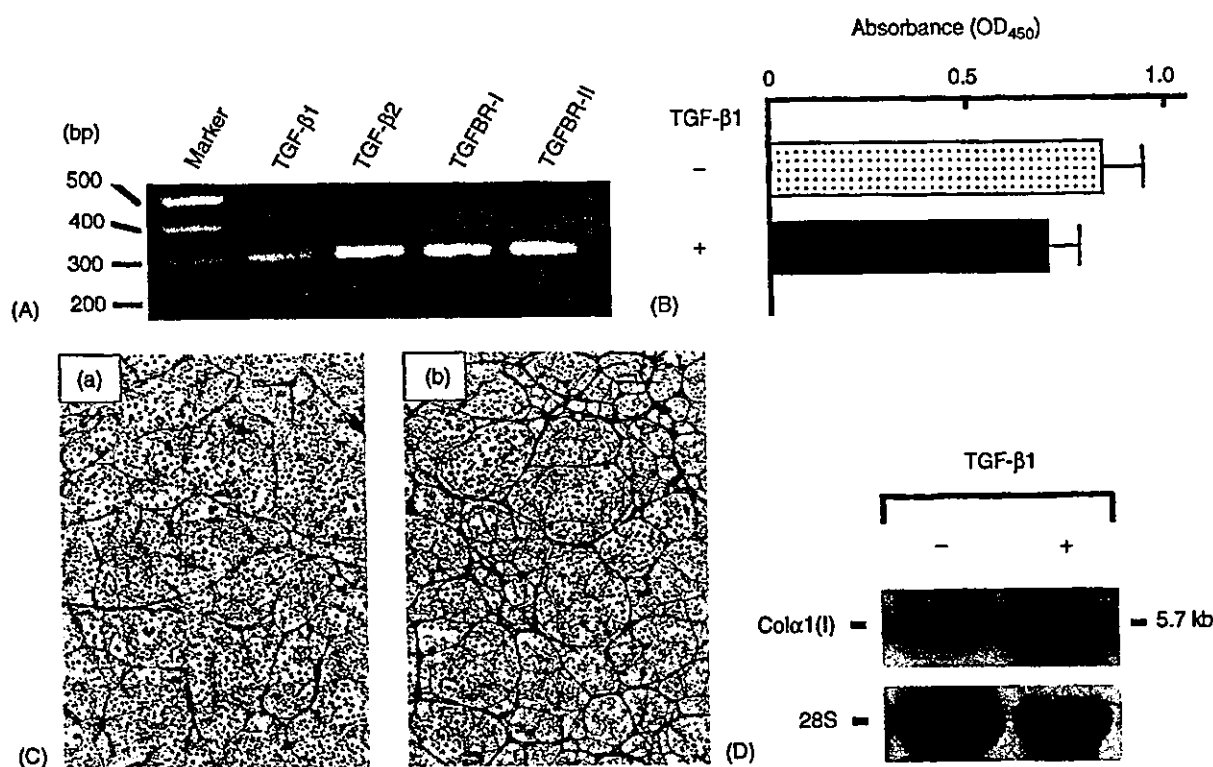 (bp)
Marker
TGF-β1
TGF-β2
TGFBR-I
TGFBR-II
500
400
300
200
(A)
Absorbance (OD450)
0 0.5 1.0
TGF-β1
–
+
(B)
(a)
(b)
(C)
TGF-β1
– +
Colα1(I) 5.7 kb
28S
(D)